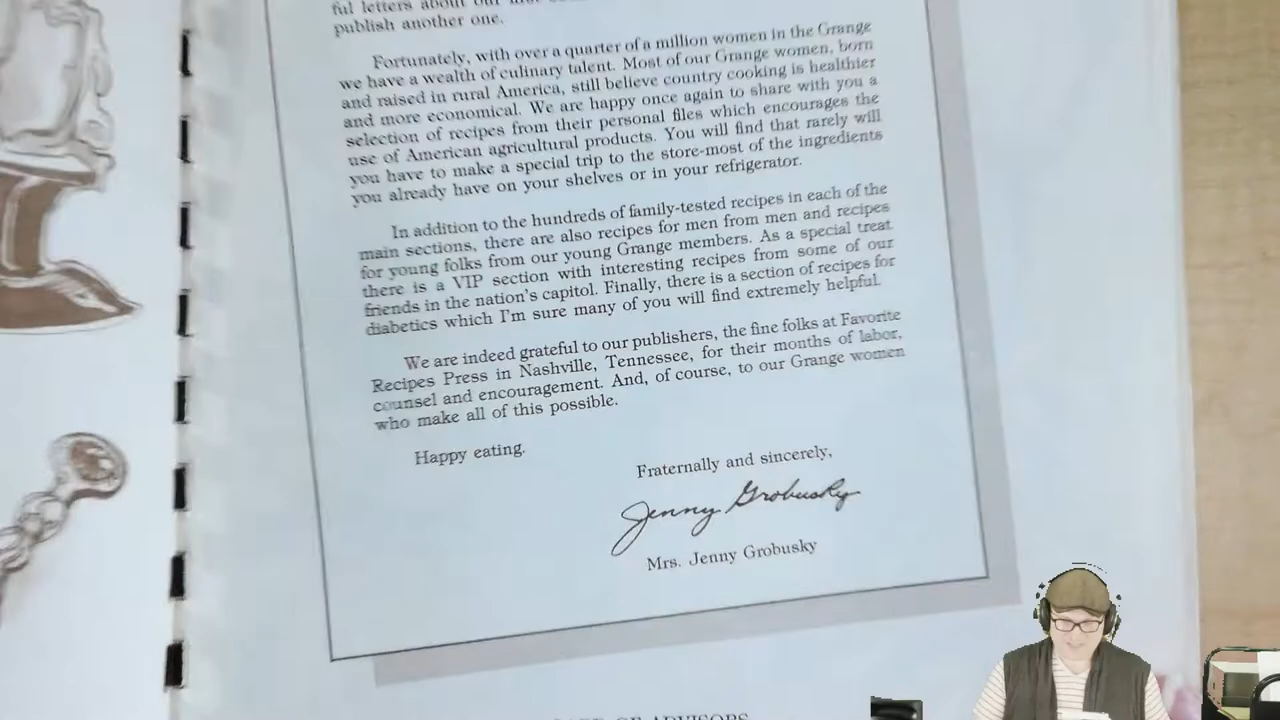 ful letters about our
publish another one.
Fortunately, with over a quarter of a million women in the Grange
we have a wealth of culinary talent. Most of our Grange women, born
and raised in rural America, still believe country cooking is healthier
and more economical. We are happy once again to share with you a
selection of recipes from their personal files which encourages the
use of American agricultural products. You will find that rarely will
you have to make a special trip to the store-most of the ingredients
you already have on your shelves or in your refrigerator.
In addition to the hundreds of family-tested recipes in each of the
main sections, there are also recipes for men from men and recipes
for young folks from our young Grange members. As a special treat
there is a VIP section with interesting recipes from some of our
friends in the nation's capitol. Finally, there is a section of recipes for
diabetics which I'm sure many of you will find extremely helpful.
We are indeed grateful to our publishers, the fine folks at Favorite
Recipes Press in Nashville, Tennessee, for their months of labor,
counsel and encouragement. And, of course, to our Grange women
who make all of this possible.
Happy eating.
Fraternally and sincerely,
Jenny Grobusky
Mrs. Jenny Grobusky
OF ADVISORS